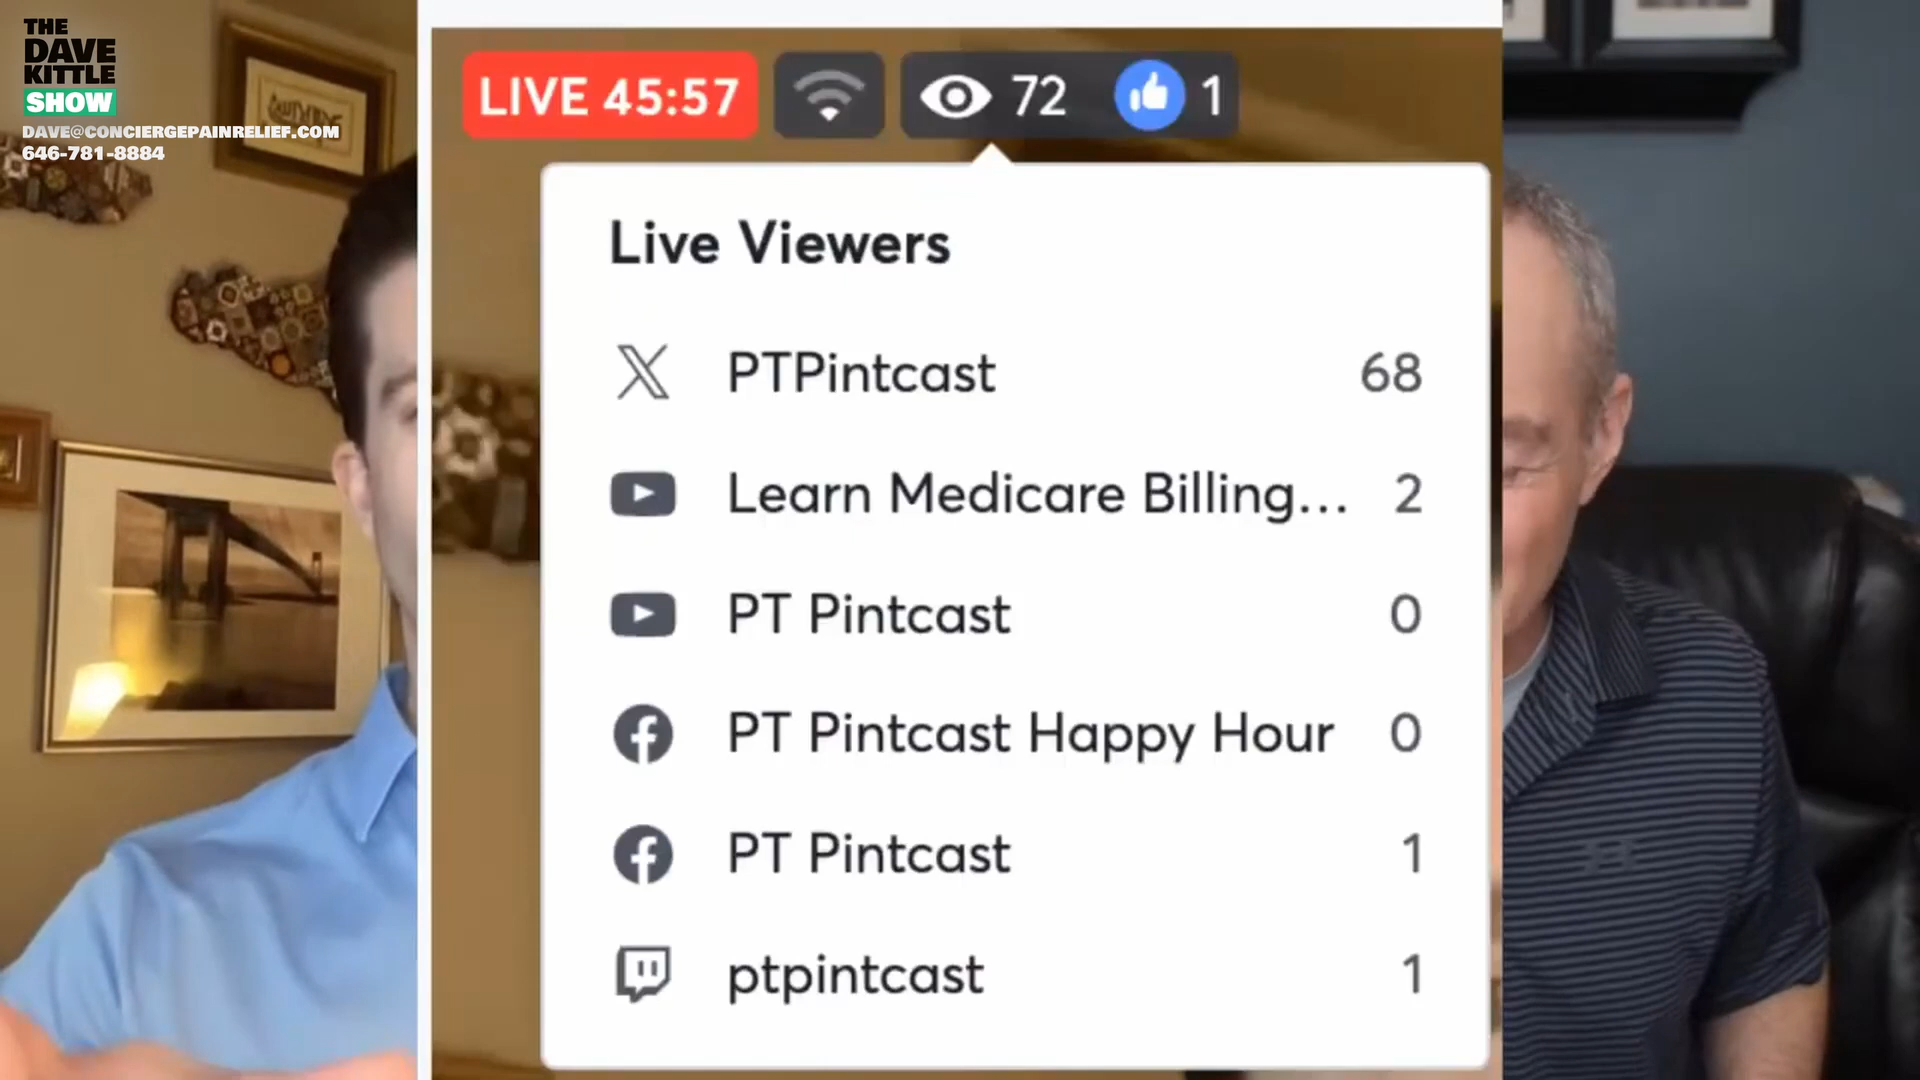 THE
DAVE
KITTLE
SHOW
DAVE@CONCIERGEPAINRELIEF.COM
646-781-8884
LIVE 45:57
72
1
Live Viewers
PTPintcast 68
Learn Medicare Billing... 2
PT Pintcast 0
PT Pintcast Happy Hour 0
PT Pintcast 1
ptpintcast 1